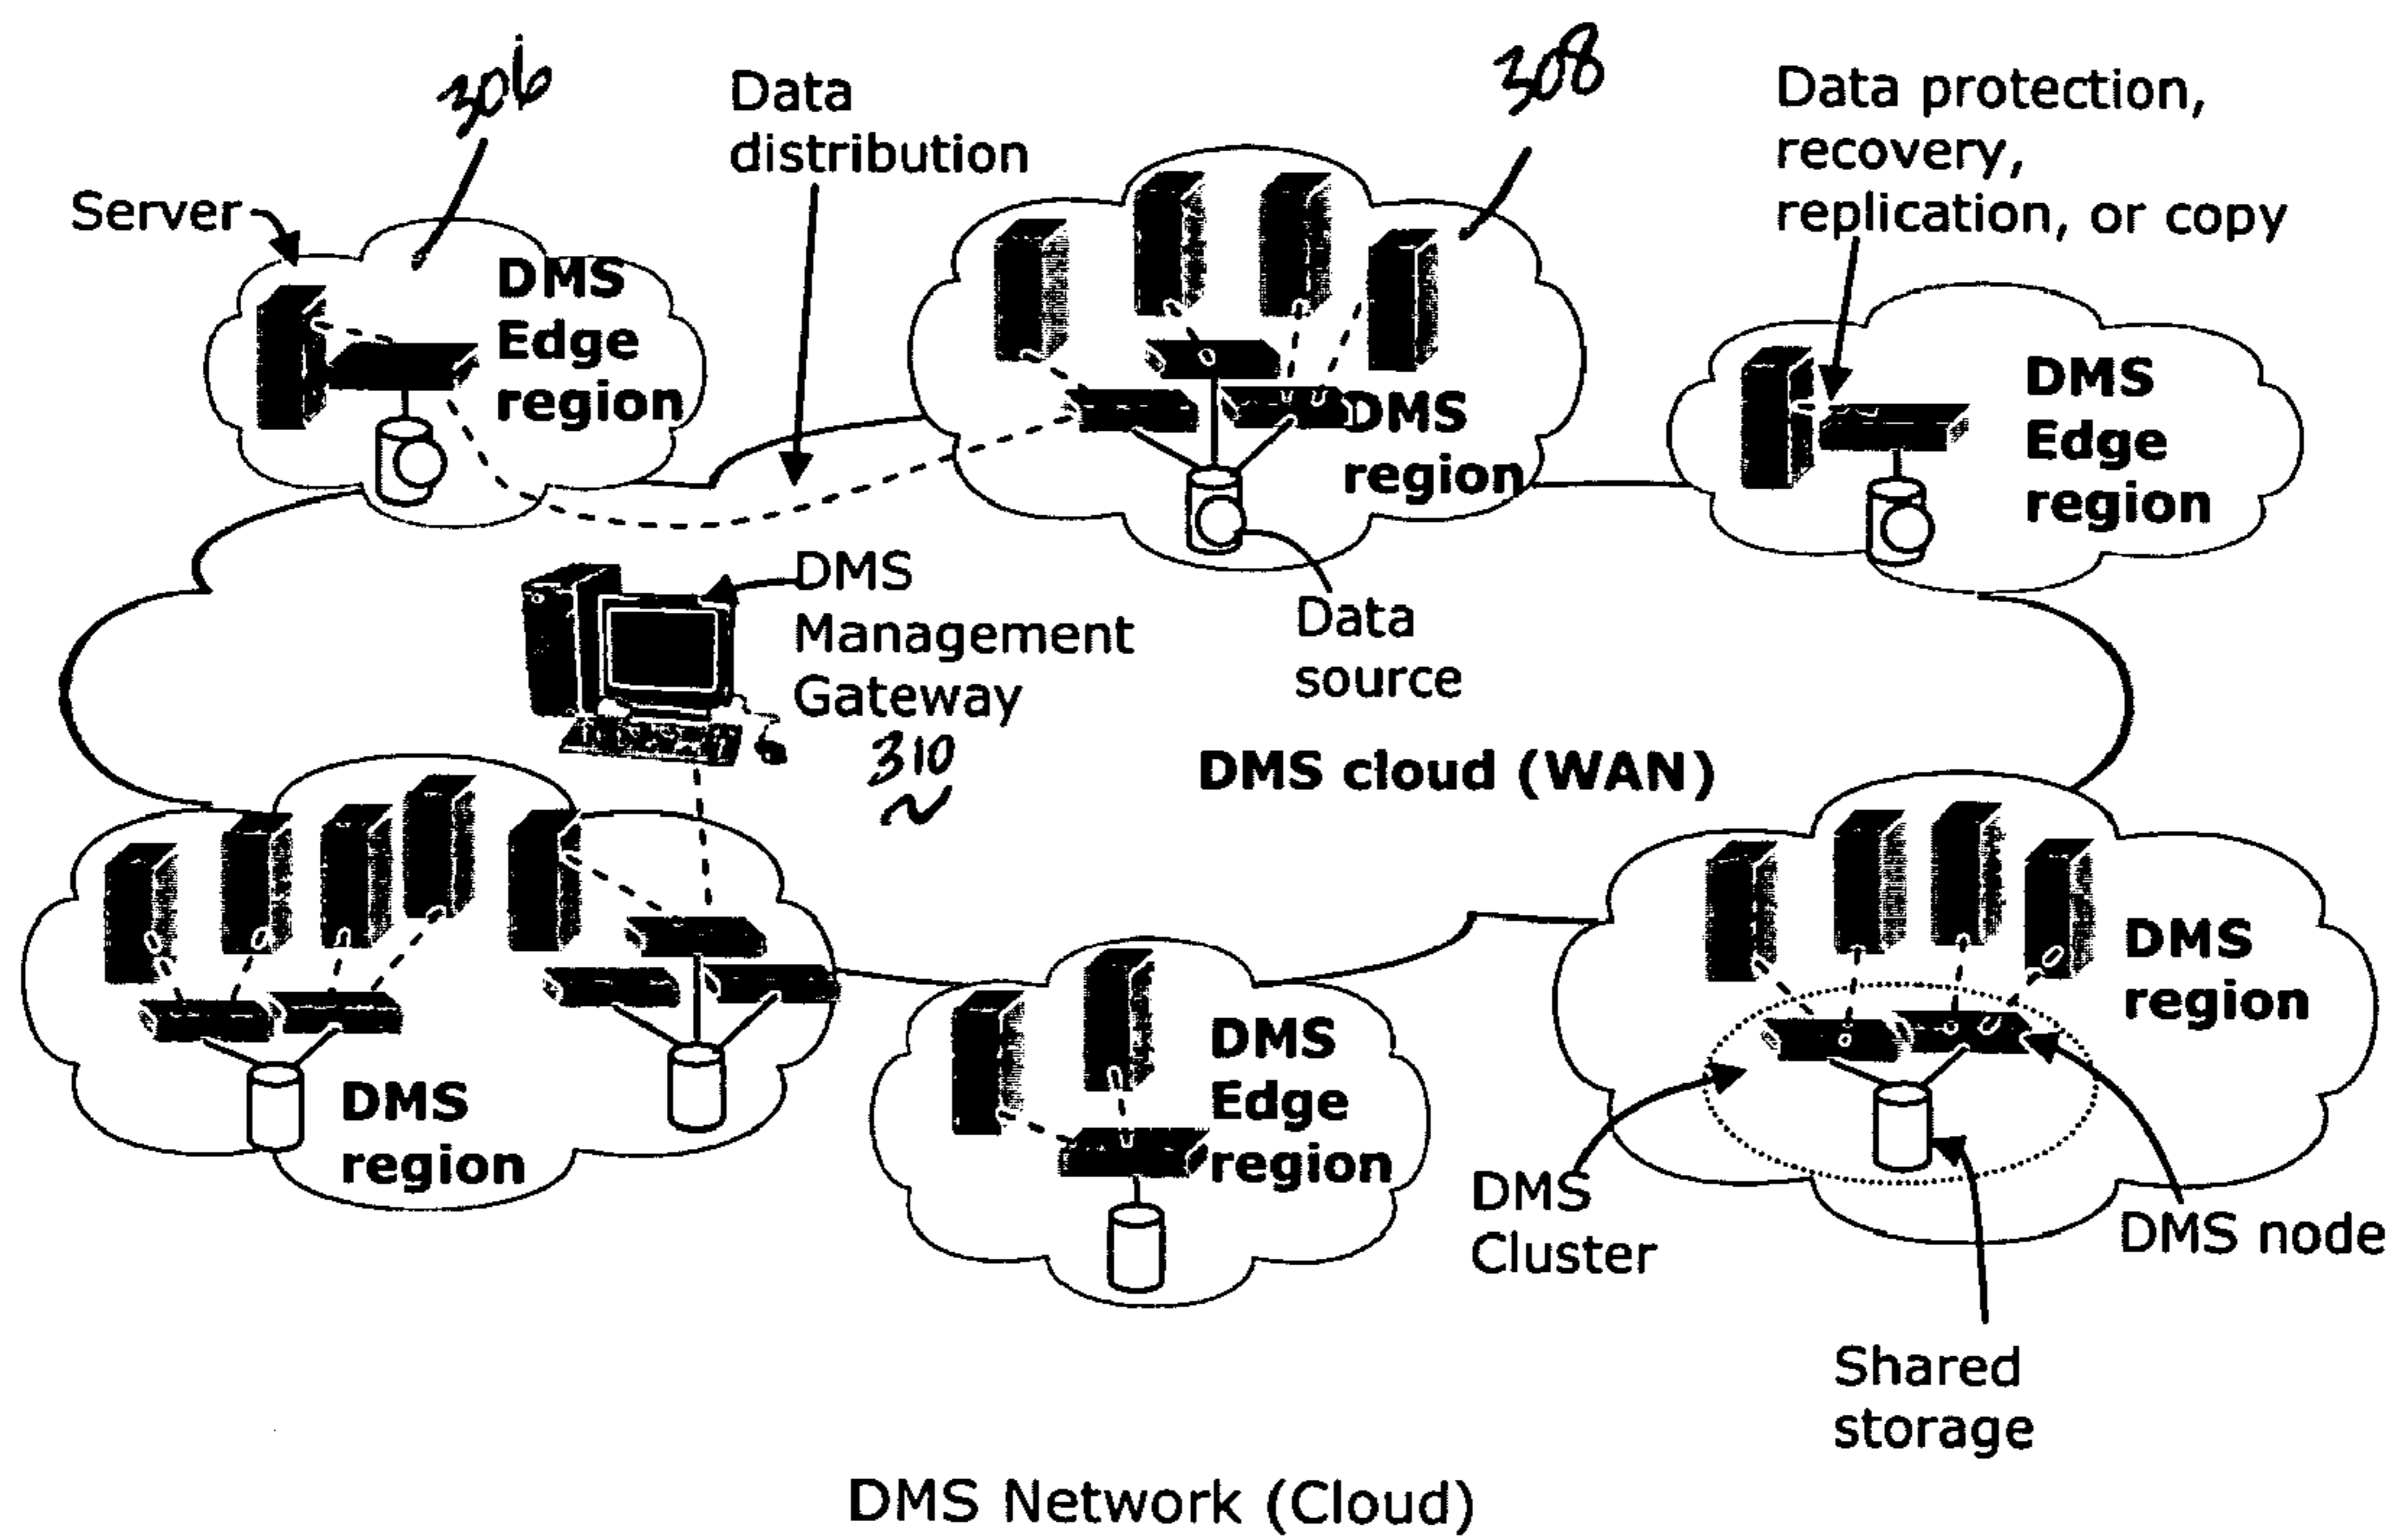 306
Data
distribution
308
Data protection,
recovery,
replication, or copy
Server
DMS
Edge
region
DMS
region
DMS
Edge
region
DMS
Management
Gateway
310
Data
source
DMS cloud (WAN)
DMS
region
DMS
Edge
region
DMS
region
DMS
Cluster
DMS node
Shared
storage
DMS Network (Cloud)